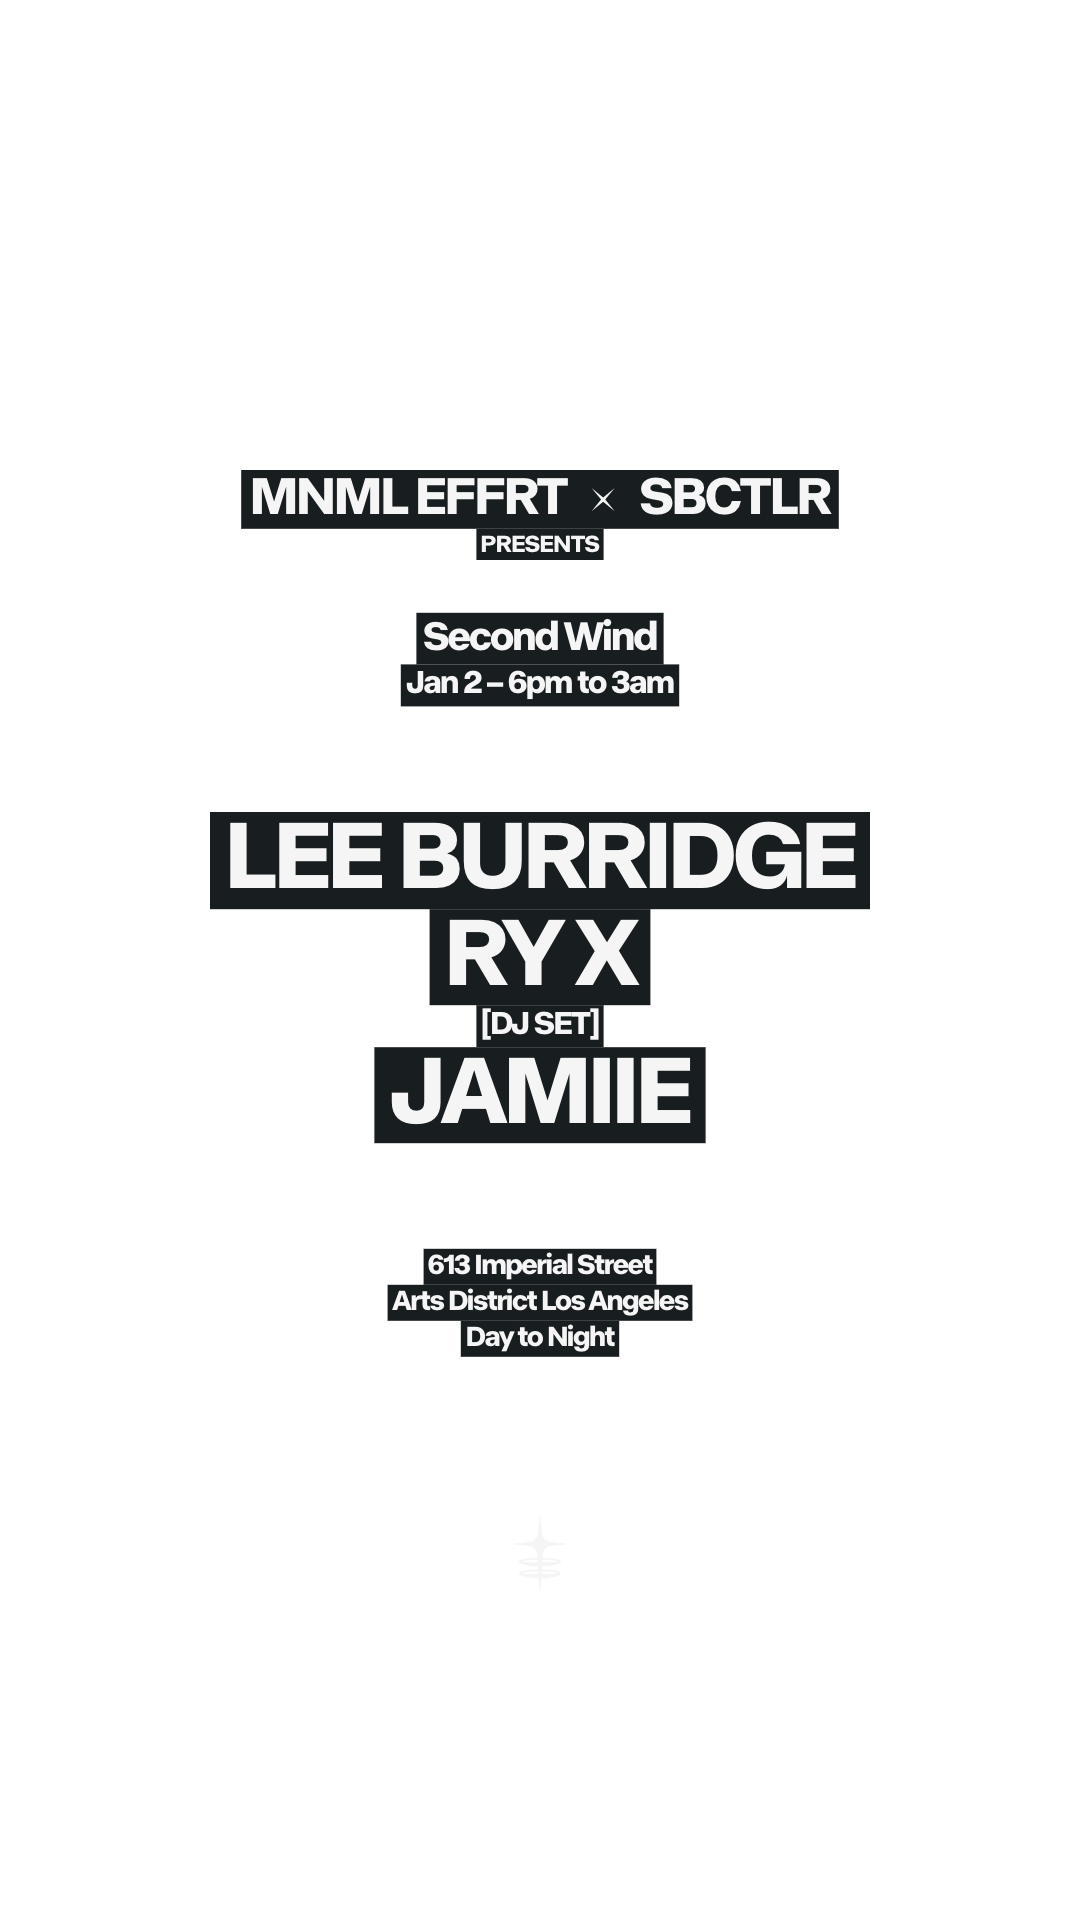 MNML EFFRT × SBCTLR
PRESENTS
Second Wind
Jan 2 – 6pm to 3am
LEE BURRIDGE
RY X
[DJ SET]
JAMIIE
613 Imperial Street
Arts District Los Angeles
Day to Night